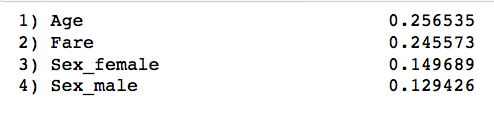 1) Age 0.256535
2) Fare 0.245573
3) Sex_female 0.149689
4) Sex_male 0.129426